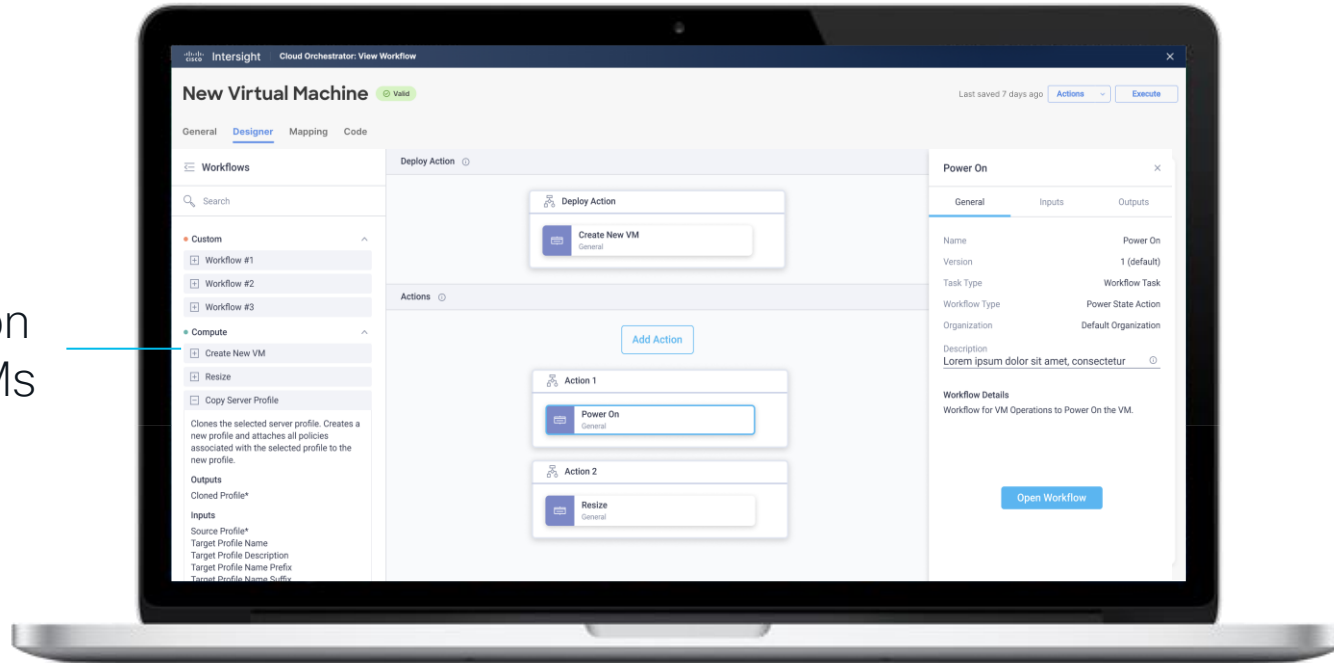 on
Ms
cisco Intersight Cloud Orchestrator: View Workflow
New Virtual Machine Valid
Last saved 7 days ago Actions Execute
General Designer Mapping Code
Workflows
Search
Custom
Workflow #1
Workflow #2
Workflow #3
Compute
Create New VM
Resize
Copy Server Profile
Clones the selected server profile. Creates a
new profile and attaches all policies
associated with the selected profile to the
new profile.
Outputs
Cloned Profile*
Inputs
Source Profile*
Target Profile Name
Target Profile Description
Target Profile Name Prefix
Target Profile Name Suffix
Deploy Action
Deploy Action
Create New VM
General
Actions
Add Action
Action 1
Power On
General
Action 2
Resize
General
Power On
General Inputs Outputs
Name Power On
Version 1 (default)
Task Type Workflow Task
Workflow Type Power State Action
Organization Default Organization
Description
Lorem ipsum dolor sit amet, consectetur
Workflow Details
Workflow for VM Operations to Power On the VM.
Open Workflow